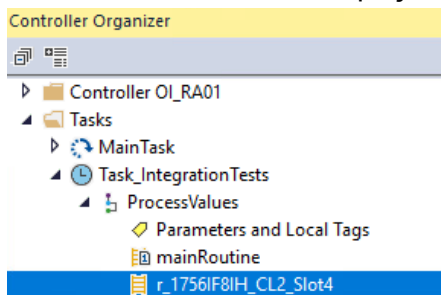 Controller Organizer
Controller OI_RA01
Tasks
MainTask
Task_IntegrationTests
ProcessValues
Parameters and Local Tags
mainRoutine
r_1756IF8IH_CL2_Slot4